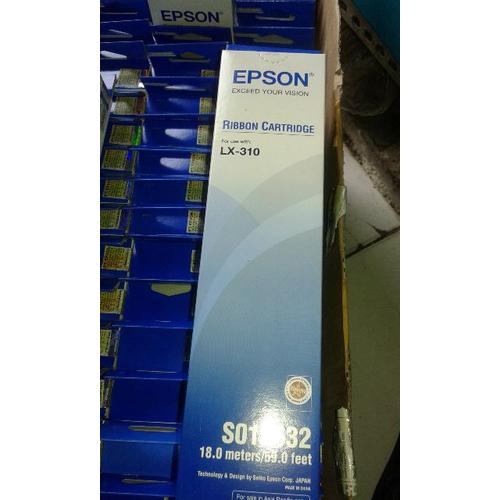 EPSON
EPSON®
EXCEED YOUR VISION
RIBBON CARTRIDGE
For use with:
LX-310
18.0 meters/59.0 feet
Technology & Design by Seiko Epson Corp. JAPAN